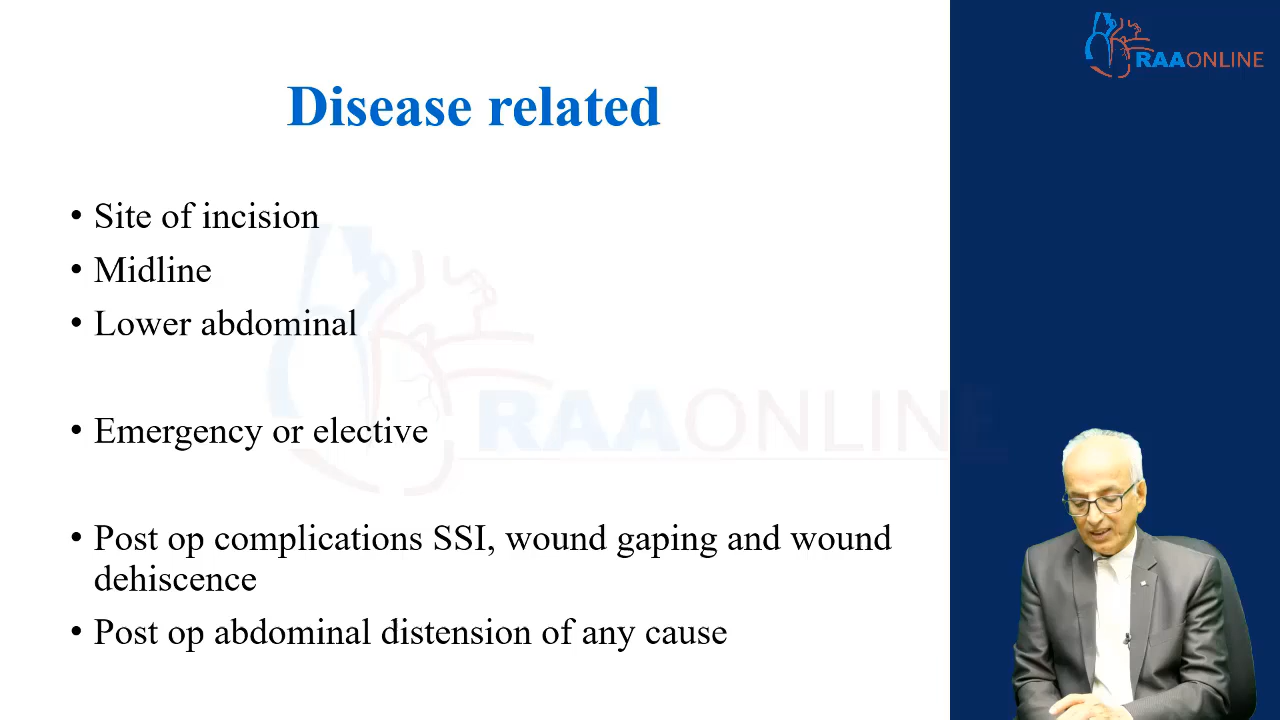 RAAONLINE
Disease related
• Site of incision
• Midline
• Lower abdominal
• Emergency or elective
• Post op complications SSI, wound gaping and wound
dehiscence
• Post op abdominal distension of any cause
RAAONLINE